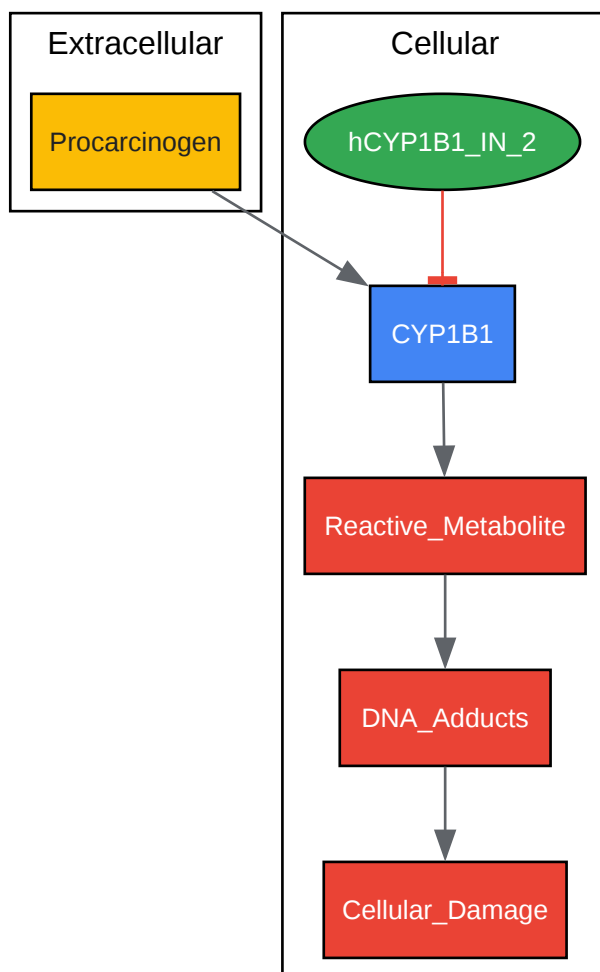 Extracellular
Procarcinogen
Cellular
hCYP1B1_IN_2
CYP1B1
Reactive_Metabolite
DNA_Adducts
Cellular_Damage